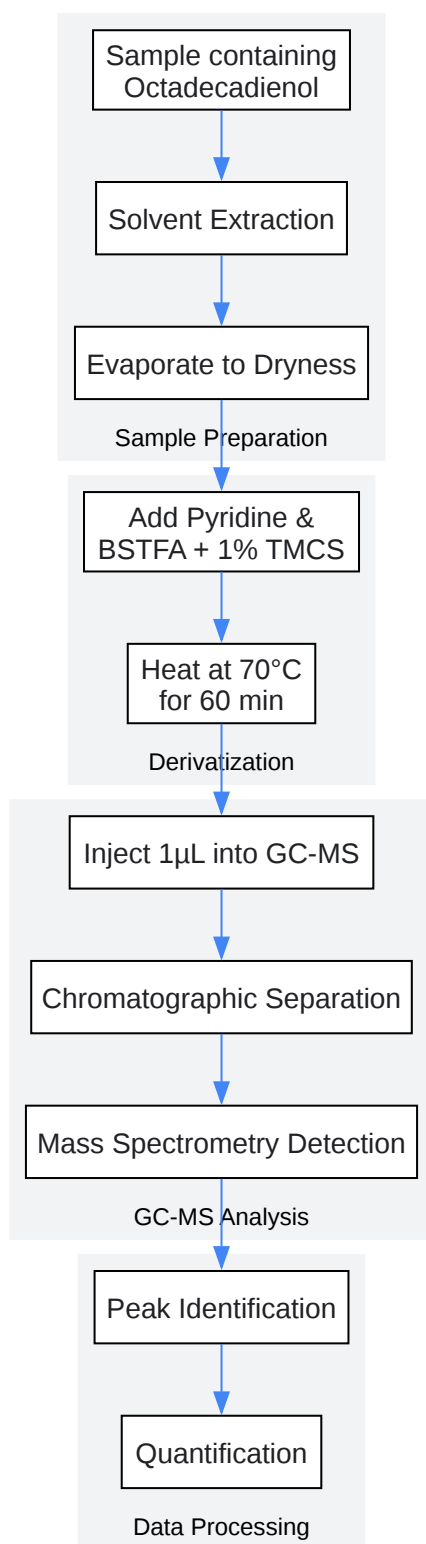 Sample containing
Octadecadienol
Solvent Extraction
Evaporate to Dryness
Sample Preparation
Add Pyridine &
BSTFA + 1% TMCS
Heat at 70°C
for 60 min
Derivatization
Inject 1µL into GC-MS
Chromatographic Separation
Mass Spectrometry Detection
GC-MS Analysis
Peak Identification
Quantification
Data Processing